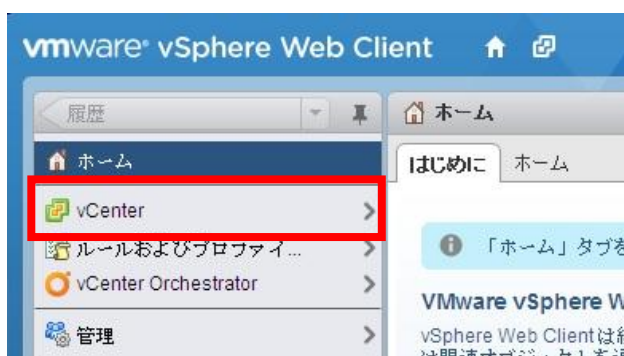 vmware® vSphere Web Client
履歴
ホーム
vCenter
ルールおよびプロファイ...
vCenter Orchestrator
管理
ホーム
はじめに ホーム
「ホーム」タブを
VMware vSphere W
vSphere Web Clientは